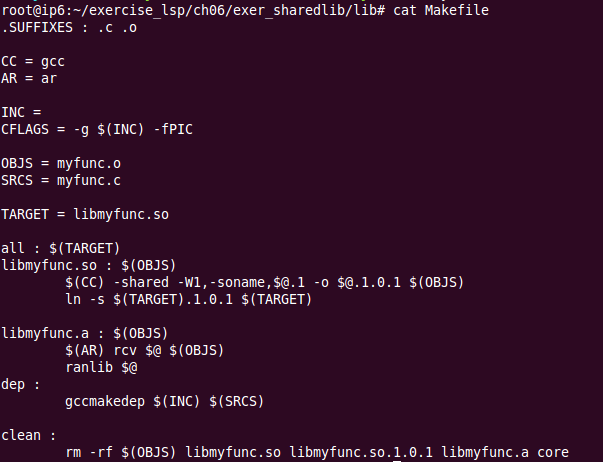 root@ip6:~/exercise_lsp/ch06/exer_sharedlib/lib# cat Makefile
.SUFFIXES : .c .o
CC = gcc
AR = ar
INC =
CFLAGS = -g $(INC) -fPIC
OBJS = myfunc.o
SRCS = myfunc.c
TARGET = libmyfunc.so
all : $(TARGET)
libmyfunc.so : $(OBJS)
$(CC) -shared -W1,-soname,$@.1 -o $@.1.0.1 $(OBJS)
ln -s $(TARGET).1.0.1 $(TARGET)
libmyfunc.a : $(OBJS)
$(AR) rcv $@ $(OBJS)
ranlib $@
dep :
gccmakedep $(INC) $(SRCS)
clean :
rm -rf $(OBJS) libmyfunc.so libmyfunc.so.1.0.1 libmyfunc.a core